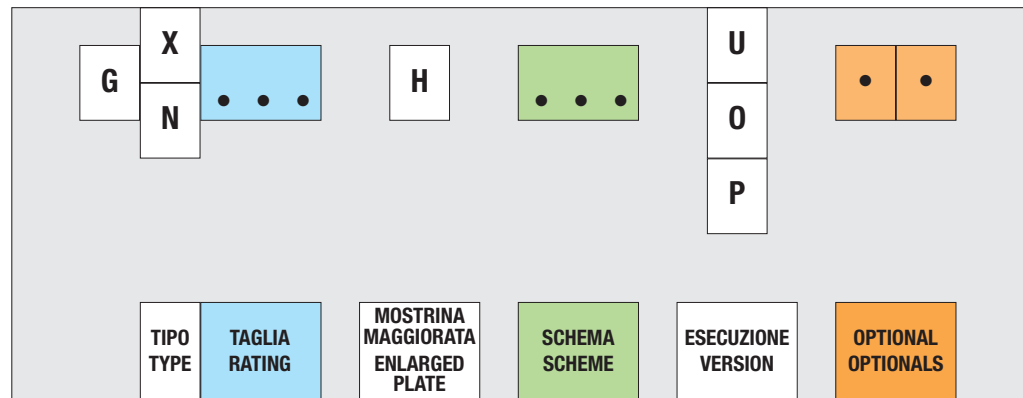 X
U
G
H
N
O
P
TIPO
TYPE
TAGLIA
RATING
MOSTRINA
MAGGIORATA
ENLARGED
PLATE
SCHEMA
SCHEME
ESECUZIONE
VERSION
OPTIONAL
OPTIONALS